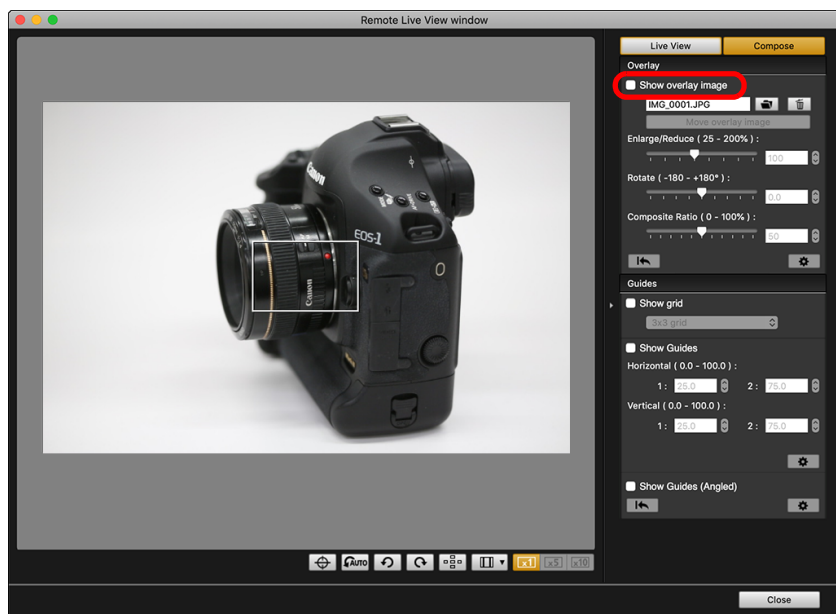 Remote Live View window
Live View
Compose
Overlay
Show overlay image
IMG_0001.JPG
Move overlay image
Enlarge/Reduce ( 25 - 200% ) :
100
Rotate ( -180 - +180° ) :
0.0
Composite Ratio ( 0 - 100% ) :
50
Guides
Show grid
3x3 grid
Show Guides
Horizontal ( 0.0 - 100.0 ) :
1 : 25.0 2 : 75.0
Vertical ( 0.0 - 100.0 ) :
1 : 25.0 2 : 75.0
Show Guides (Angled)
Canon
EOS-1
Canon
AUTO
x1 x5 x10
Close